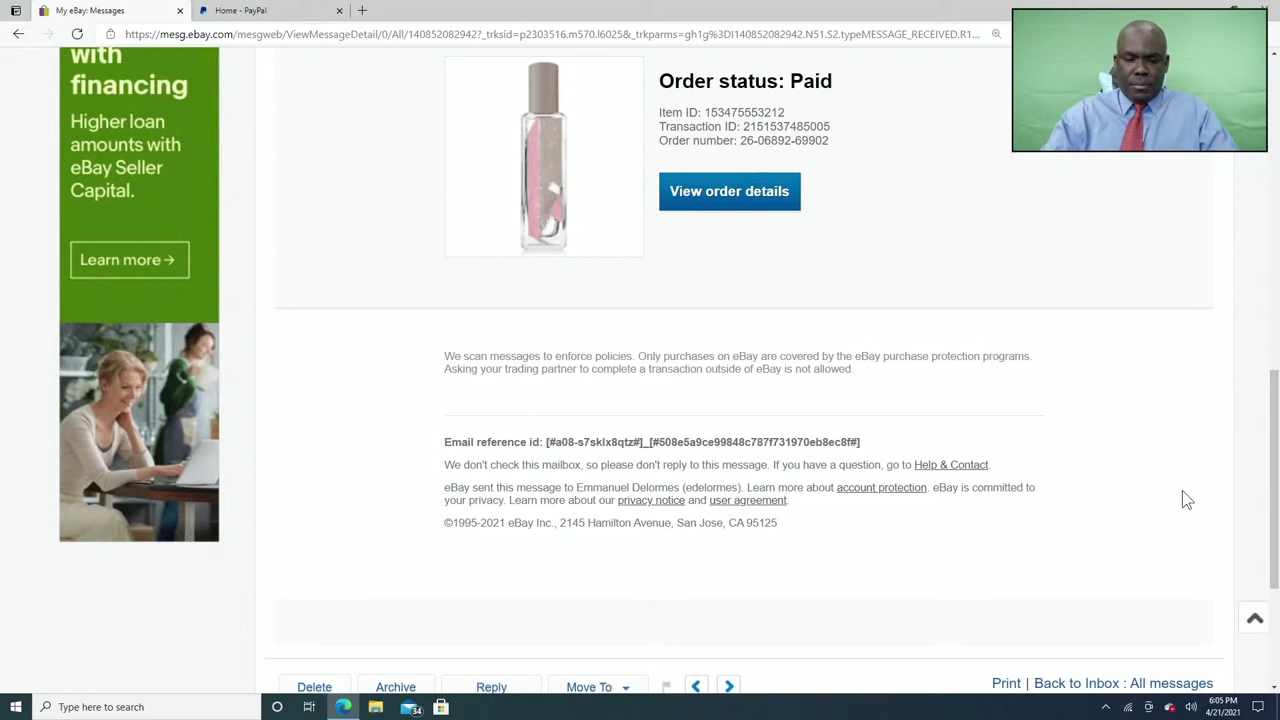 My eBay: Messages
Home - PayPal
https://mesg.ebay.com/mesgweb/ViewMessageDetail/0/All/140852082942?_trksid=p2303516.m570.l6025&_trkparms=gh1g%3DI140852082942.N51.S2.typeMESSAGE_RECEIVED.R1...
with
financing
Higher loan
amounts with
eBay Seller
Capital.
Learn more →
Order status: Paid
Item ID: 153475553212
Transaction ID: 2151537485005
Order number: 26-06892-69902
View order details
We scan messages to enforce policies. Only purchases on eBay are covered by the eBay purchase protection programs.
Asking your trading partner to complete a transaction outside of eBay is not allowed.
Email reference id: [#a08-s7sklx8qtz#]_[#508e5a9ce99848c787f731970eb8ec8f#]
We don't check this mailbox, so please don't reply to this message. If you have a question, go to Help & Contact.
eBay sent this message to Emmanuel Delormes (edelormes). Learn more about account protection. eBay is committed to
your privacy. Learn more about our privacy notice and user agreement.
©1995-2021 eBay Inc., 2145 Hamilton Avenue, San Jose, CA 95125
Delete
Archive
Reply
Move To
Print | Back to Inbox : All messages
Type here to search
34
6:05 PM
4/21/2021